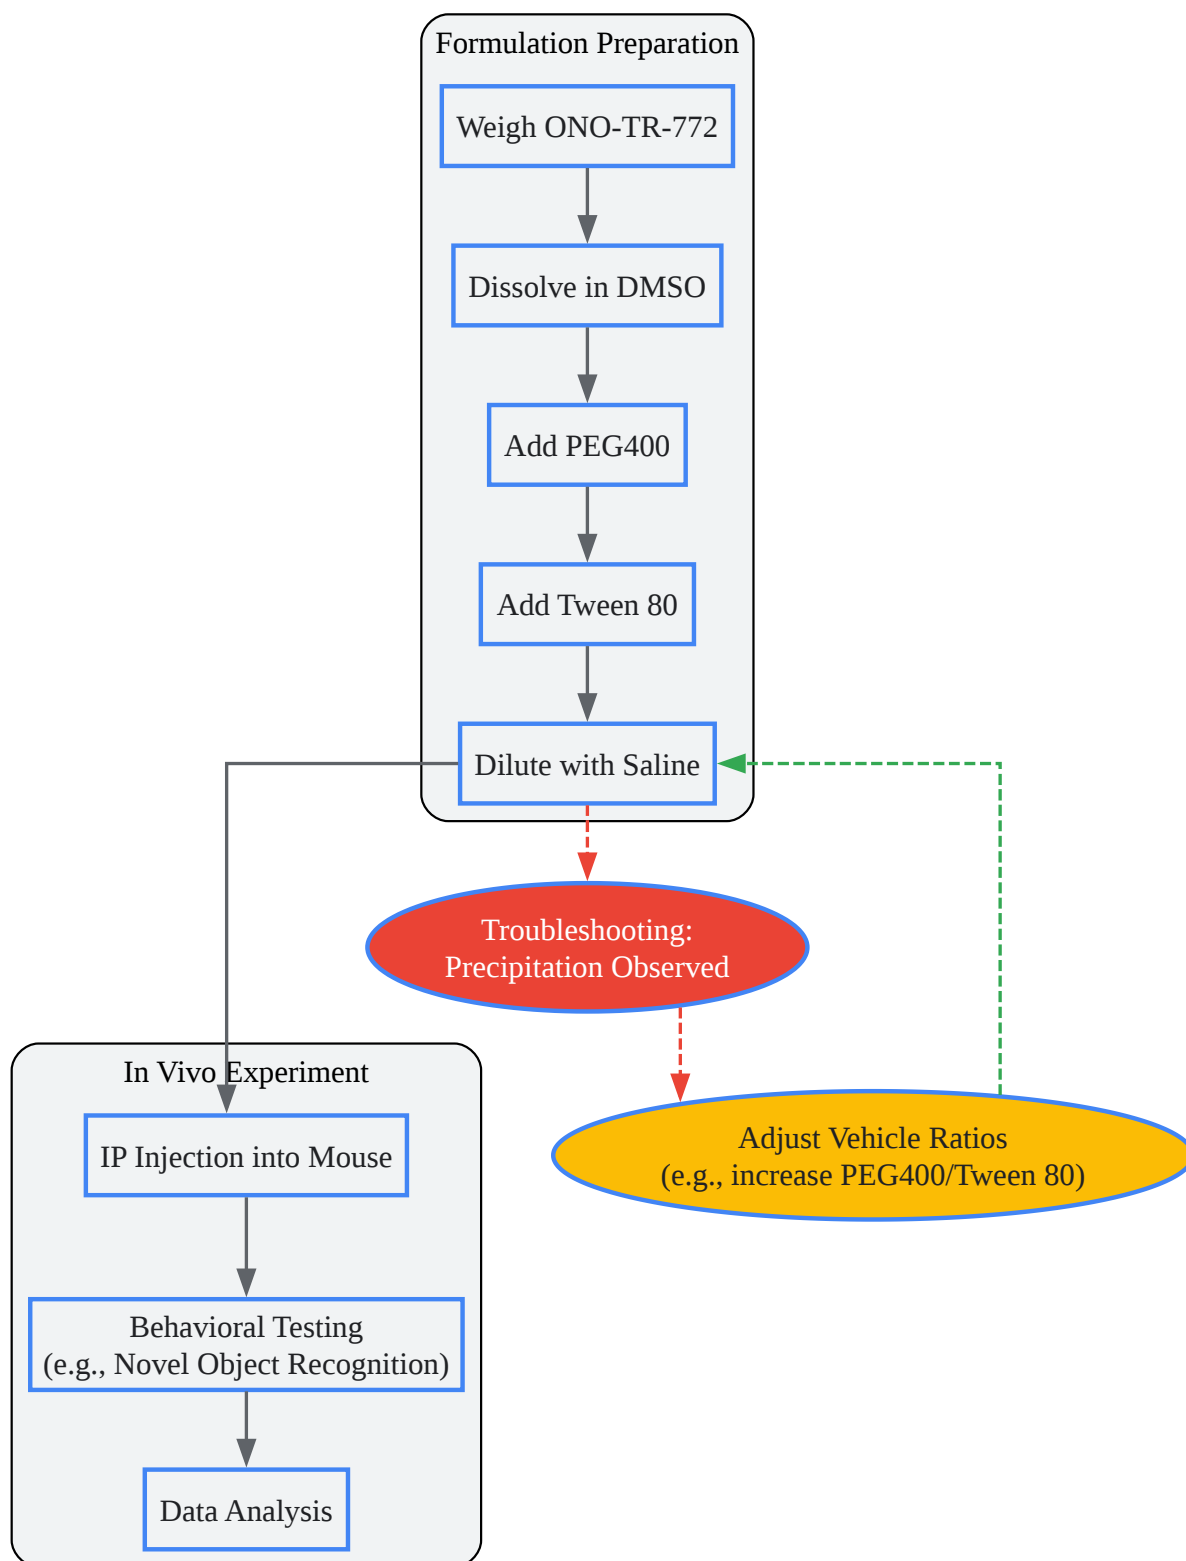 Formulation Preparation
Weigh ONO-TR-772
Dissolve in DMSO
Add PEG400
Add Tween 80
Dilute with Saline
Troubleshooting:
Precipitation Observed
In Vivo Experiment
Adjust Vehicle Ratios
(e.g., increase PEG400/Tween 80)
IP Injection into Mouse
Behavioral Testing
(e.g., Novel Object Recognition)
Data Analysis